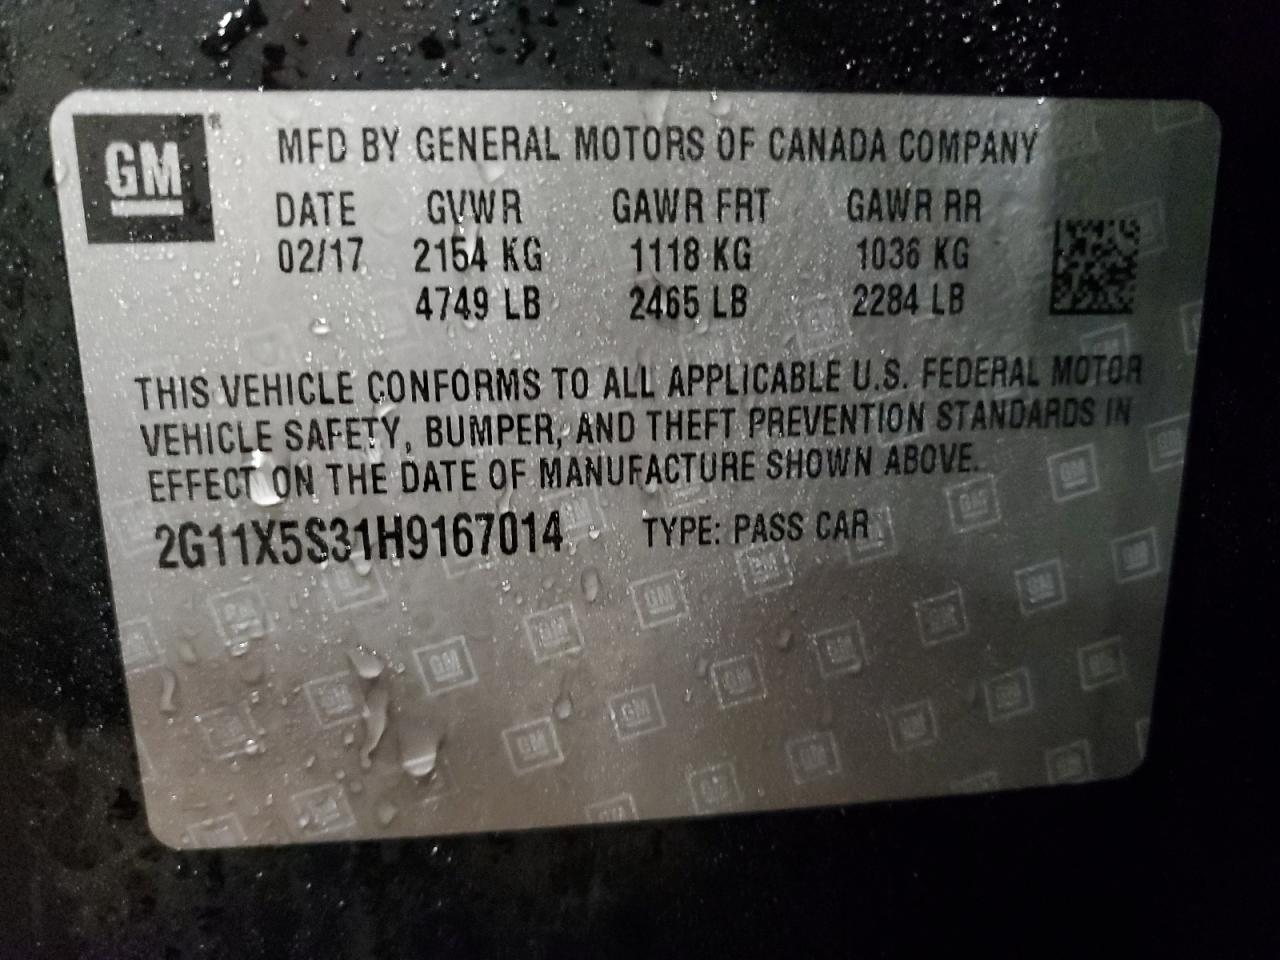 GM ®
MFD BY GENERAL MOTORS OF CANADA COMPANY
DATE GVWR GAWR FRT GAWR RR
02/17 2154 KG 1118 KG 1036 KG
4749 LB 2465 LB 2284 LB
THIS VEHICLE CONFORMS TO ALL APPLICABLE U.S. FEDERAL MOTOR
VEHICLE SAFETY, BUMPER, AND THEFT PREVENTION STANDARDS IN
EFFECT ON THE DATE OF MANUFACTURE SHOWN ABOVE.
2G11X5S31H9167014 TYPE: PASS CAR